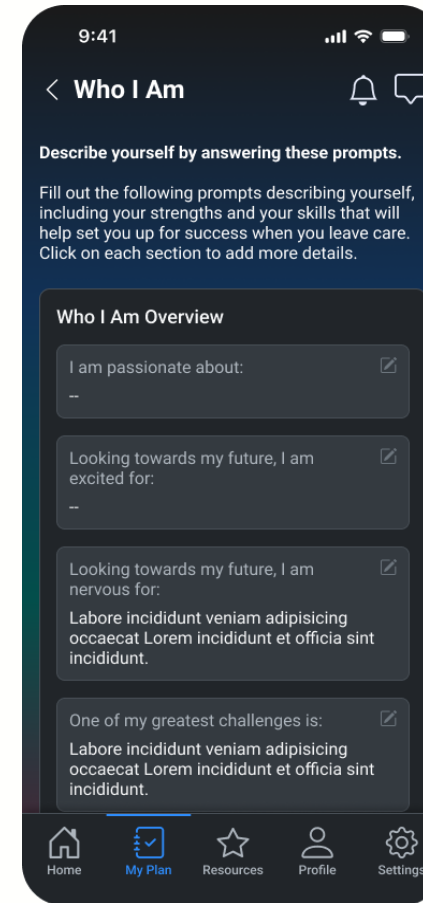 9:41
Who I Am
Describe yourself by answering these prompts.
Fill out the following prompts describing yourself,
including your strengths and your skills that will
help set you up for success when you leave care.
Click on each section to add more details.
Who I Am Overview
I am passionate about:
--
Looking towards my future, I am
excited for:
--
Looking towards my future, I am
nervous for:
Labore incididunt veniam adipisicing
occaecat Lorem incididunt et officia sint
incididunt.
One of my greatest challenges is:
Labore incididunt veniam adipisicing
occaecat Lorem incididunt et officia sint
incididunt.
Home My Plan Resources Profile Settings